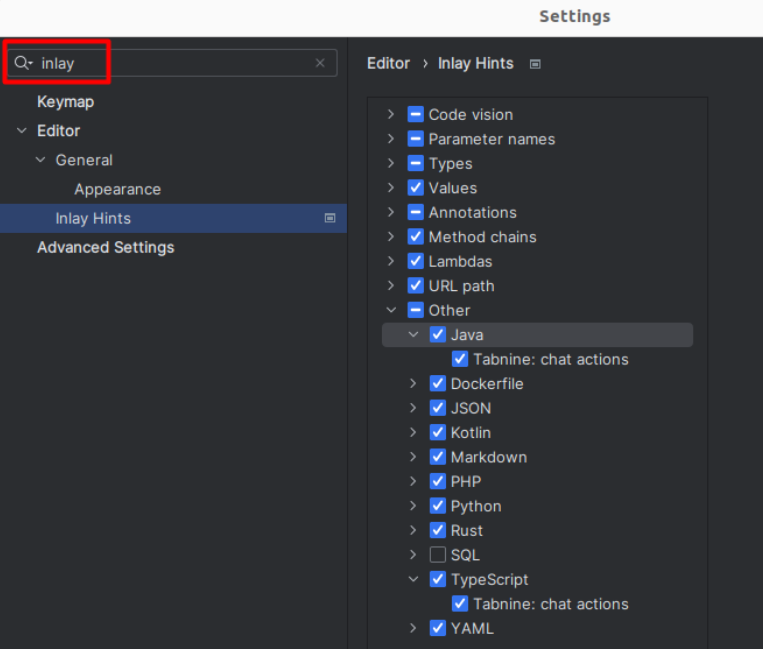 Settings
inlay
Keymap
Editor
General
Appearance
Inlay Hints
Advanced Settings
Editor › Inlay Hints
Code vision
Parameter names
Types
Values
Annotations
Method chains
Lambdas
URL path
Other
Java
Tabnine: chat actions
Dockerfile
JSON
Kotlin
Markdown
PHP
Python
Rust
SQL
TypeScript
Tabnine: chat actions
YAML